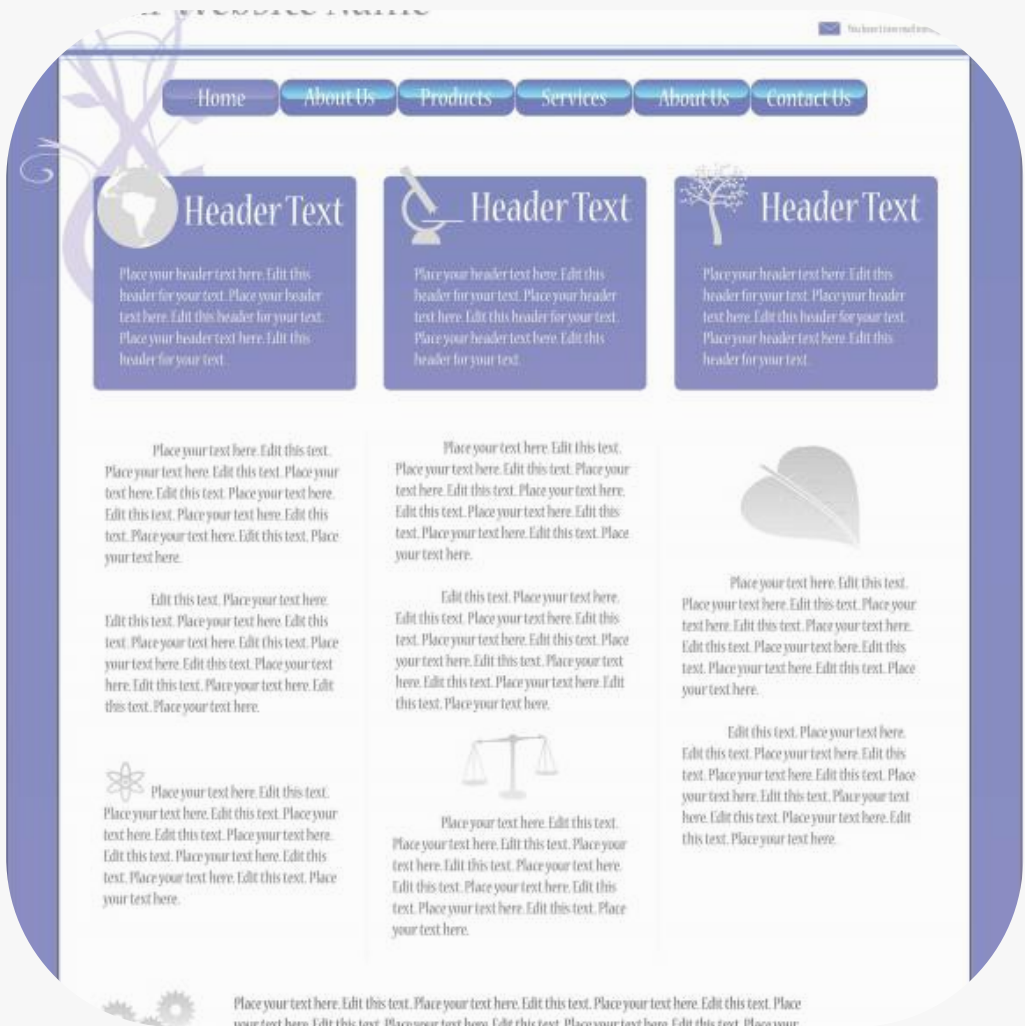 Website Name
Home
About Us
Products
Services
About Us
Contact Us
Header Text
Place your header text here. Edit this
header for your text. Place your header
text here. Edit this header for your text.
Place your header text here. Edit this
header for your text.
Header Text
Place your header text here. Edit this
header for your text. Place your header
text here. Edit this header for your text.
Place your header text here. Edit this
header for your text.
Header Text
Place your header text here. Edit this
header for your text. Place your header
text here. Edit this header for your text.
Place your header text here. Edit this
header for your text.
Place your text here. Edit this text.
Place your text here. Edit this text. Place your
text here. Edit this text. Place your text here.
Edit this text. Place your text here. Edit this
text. Place your text here. Edit this text. Place
your text here.
Edit this text. Place your text here.
Edit this text. Place your text here. Edit this
text. Place your text here. Edit this text. Place
your text here. Edit this text. Place your text
here. Edit this text. Place your text here. Edit
this text. Place your text here.
Place your text here. Edit this text.
Place your text here. Edit this text. Place your
text here. Edit this text. Place your text here.
Edit this text. Place your text here. Edit this
text. Place your text here. Edit this text. Place
your text here.
Place your text here. Edit this text.
Place your text here. Edit this text. Place your
text here. Edit this text. Place your text here.
Edit this text. Place your text here. Edit this
text. Place your text here. Edit this text. Place
your text here.
Edit this text. Place your text here.
Edit this text. Place your text here. Edit this
text. Place your text here. Edit this text. Place
your text here. Edit this text. Place your text
here. Edit this text. Place your text here. Edit
this text. Place your text here.
Place your text here. Edit this text.
Place your text here. Edit this text. Place your
text here. Edit this text. Place your text here.
Edit this text. Place your text here. Edit this
text. Place your text here. Edit this text. Place
your text here.
Place your text here. Edit this text.
Place your text here. Edit this text. Place your
text here. Edit this text. Place your text here.
Edit this text. Place your text here. Edit this
text. Place your text here. Edit this text. Place
your text here.
Edit this text. Place your text here.
Edit this text. Place your text here. Edit this
text. Place your text here. Edit this text. Place
your text here. Edit this text. Place your text
here. Edit this text. Place your text here. Edit
this text. Place your text here.
Place your text here. Edit this text. Place your text here. Edit this text. Place your text here. Edit this text. Place
your text here. Edit this text. Place your text here. Edit this text. Place your text here. Edit this text. Place your